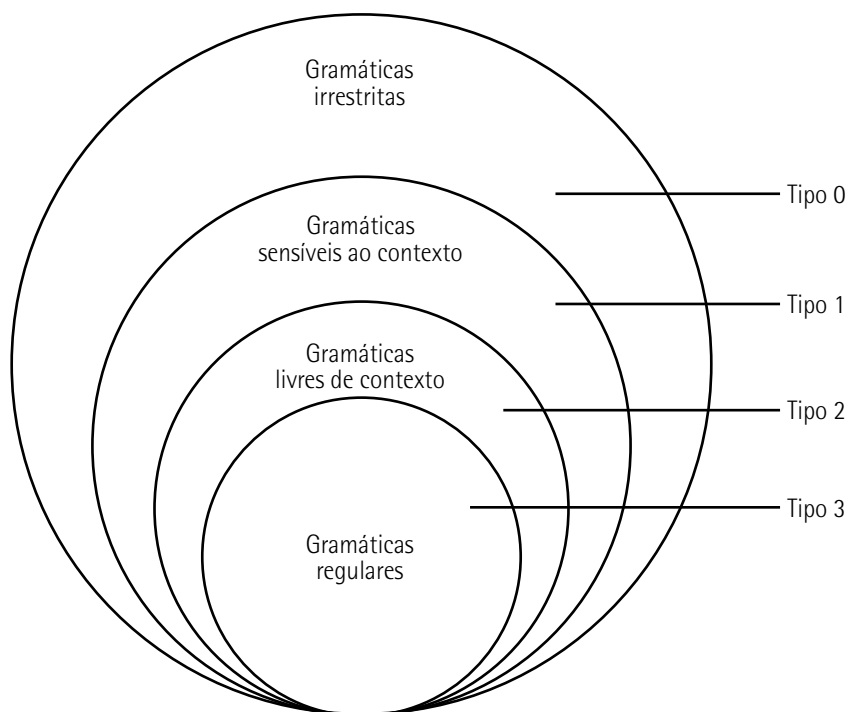 Gramáticas
irrestritas
Tipo 0
Gramáticas
sensíveis ao contexto
Tipo 1
Gramáticas
livres de contexto
Tipo 2
Tipo 3
Gramáticas
regulares